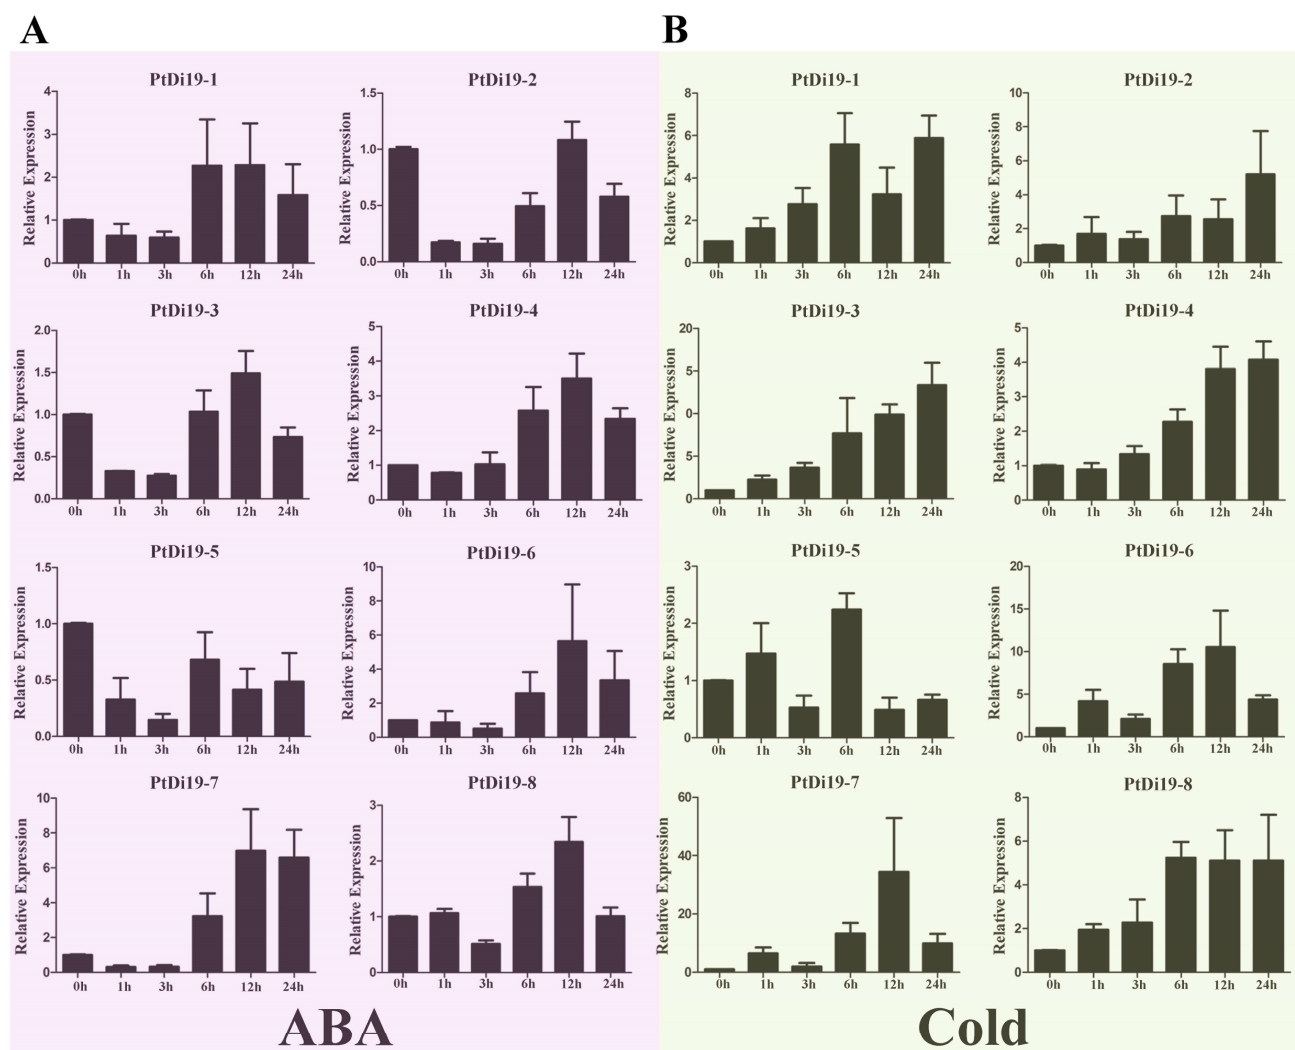 A
B
PtDi19-1
Relative Expression
4
3
2
1
0
0h 1h 3h 6h 12h 24h
PtDi19-2
Relative Expression
1.5
1.0
0.5
0.0
0h 1h 3h 6h 12h 24h
PtDi19-3
Relative Expression
2.0
1.5
1.0
0.5
0.0
0h 1h 3h 6h 12h 24h
PtDi19-4
Relative Expression
5
4
3
2
1
0
0h 1h 3h 6h 12h 24h
PtDi19-5
Relative Expression
1.5
1.0
0.5
0.0
0h 1h 3h 6h 12h 24h
PtDi19-6
Relative Expression
10
8
6
4
2
0
0h 1h 3h 6h 12h 24h
PtDi19-7
Relative Expression
10
8
6
4
2
0
0h 1h 3h 6h 12h 24h
PtDi19-8
Relative Expression
3
2
1
0
0h 1h 3h 6h 12h 24h
ABA
PtDi19-1
Relative Expression
8
6
4
2
0
0h 1h 3h 6h 12h 24h
PtDi19-2
Relative Expression
10
8
6
4
2
0
0h 1h 3h 6h 12h 24h
PtDi19-3
Relative Expression
20
5
0
5
0
0h 1h 3h 6h 12h 24h
PtDi19-4
Relative Expression
5
4
3
2
1
0
0h 1h 3h 6h 12h 24h
PtDi19-5
Relative Expression
3
2
1
0
0h 1h 3h 6h 12h 24h
PtDi19-6
Relative Expression
20
15
10
5
0
0h 1h 3h 6h 12h 24h
PtDi19-7
Relative Expression
60
40
20
0
0h 1h 3h 6h 12h 24h
PtDi19-8
Relative Expression
8
6
4
2
0
0h 1h 3h 6h 12h 24h
Cold